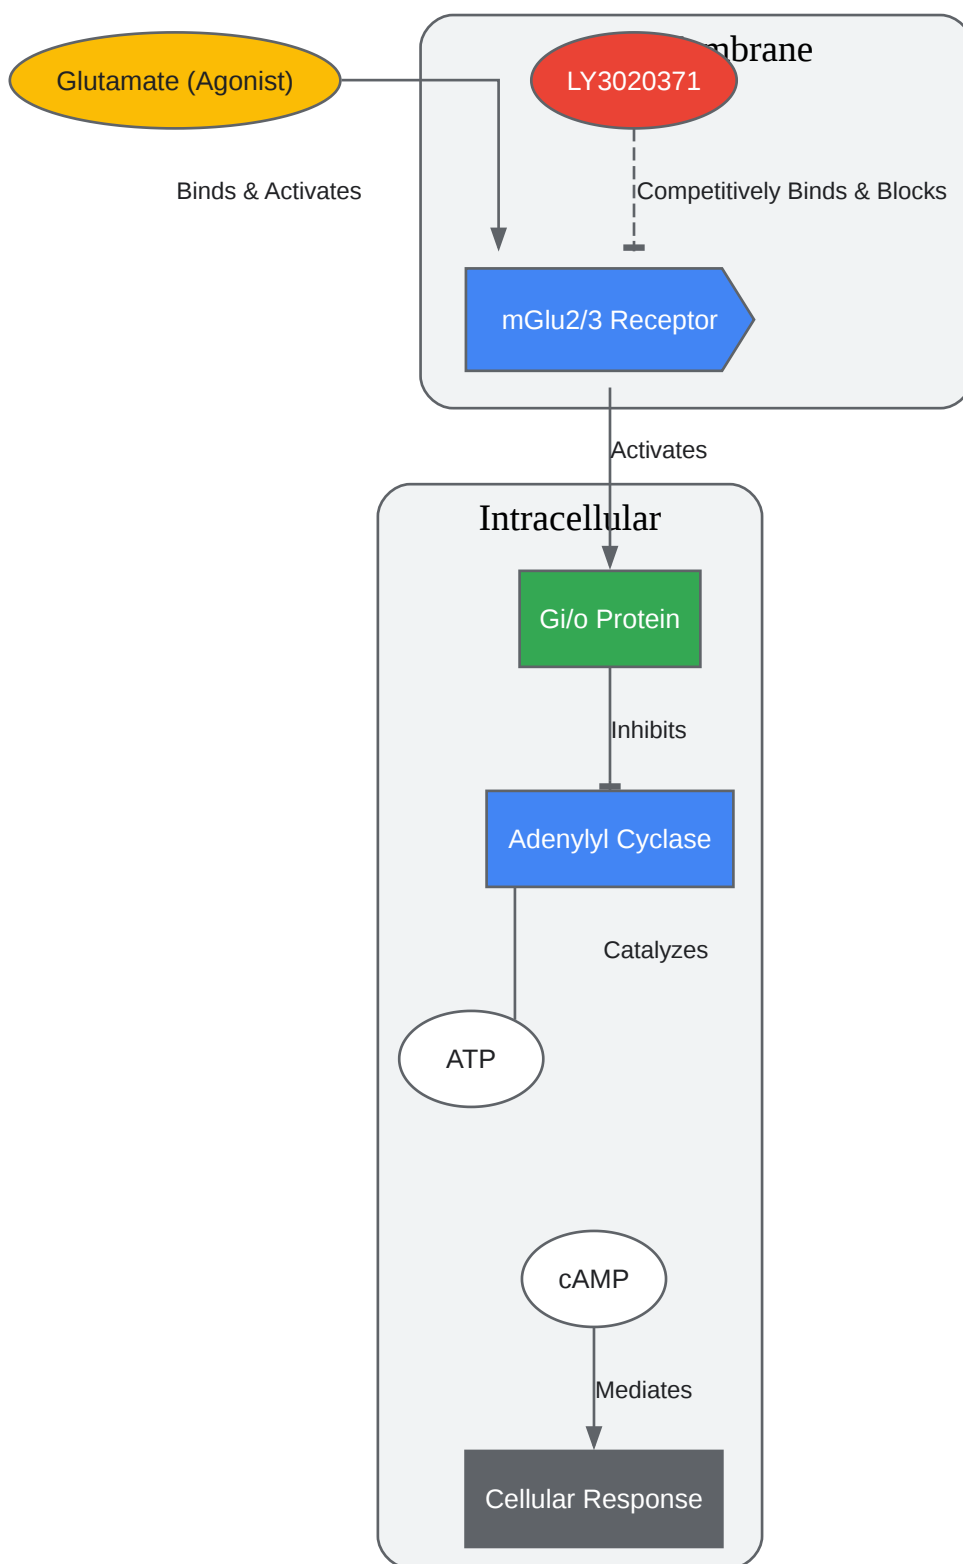 Glutamate (Agonist)
LY3020371
Binds & Activates
Competitively Binds & Blocks
mGlu2/3 Receptor
Activates
Intracellular
Gi/o Protein
Inhibits
Adenylyl Cyclase
Catalyzes
ATP
cAMP
Mediates
Cellular Response